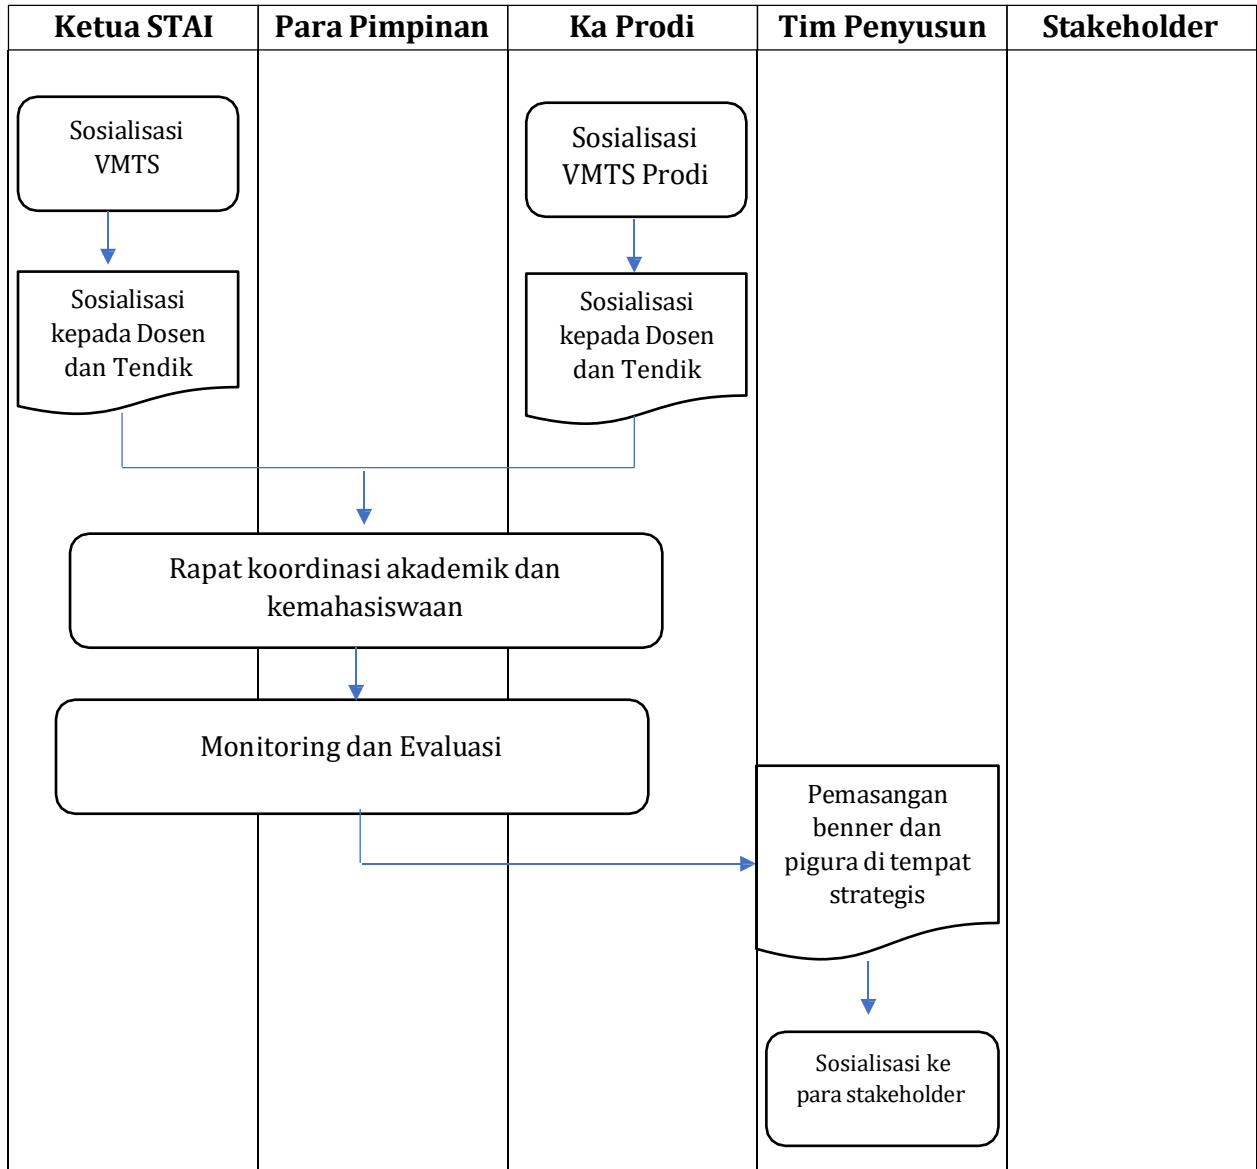 Ketua STAI
Para Pimpinan
Ka Prodi
Tim Penyusun
Stakeholder
Sosialisasi
VMTS
Sosialisasi
VMTS Prodi
Sosialisasi
kepada Dosen
dan Tendik
Sosialisasi
kepada Dosen
dan Tendik
Rapat koordinasi akademik dan
kemahasiswaan
Monitoring dan Evaluasi
Pemasangan
benner dan
pigura di tempat
strategis
Sosialisasi ke
para stakeholder